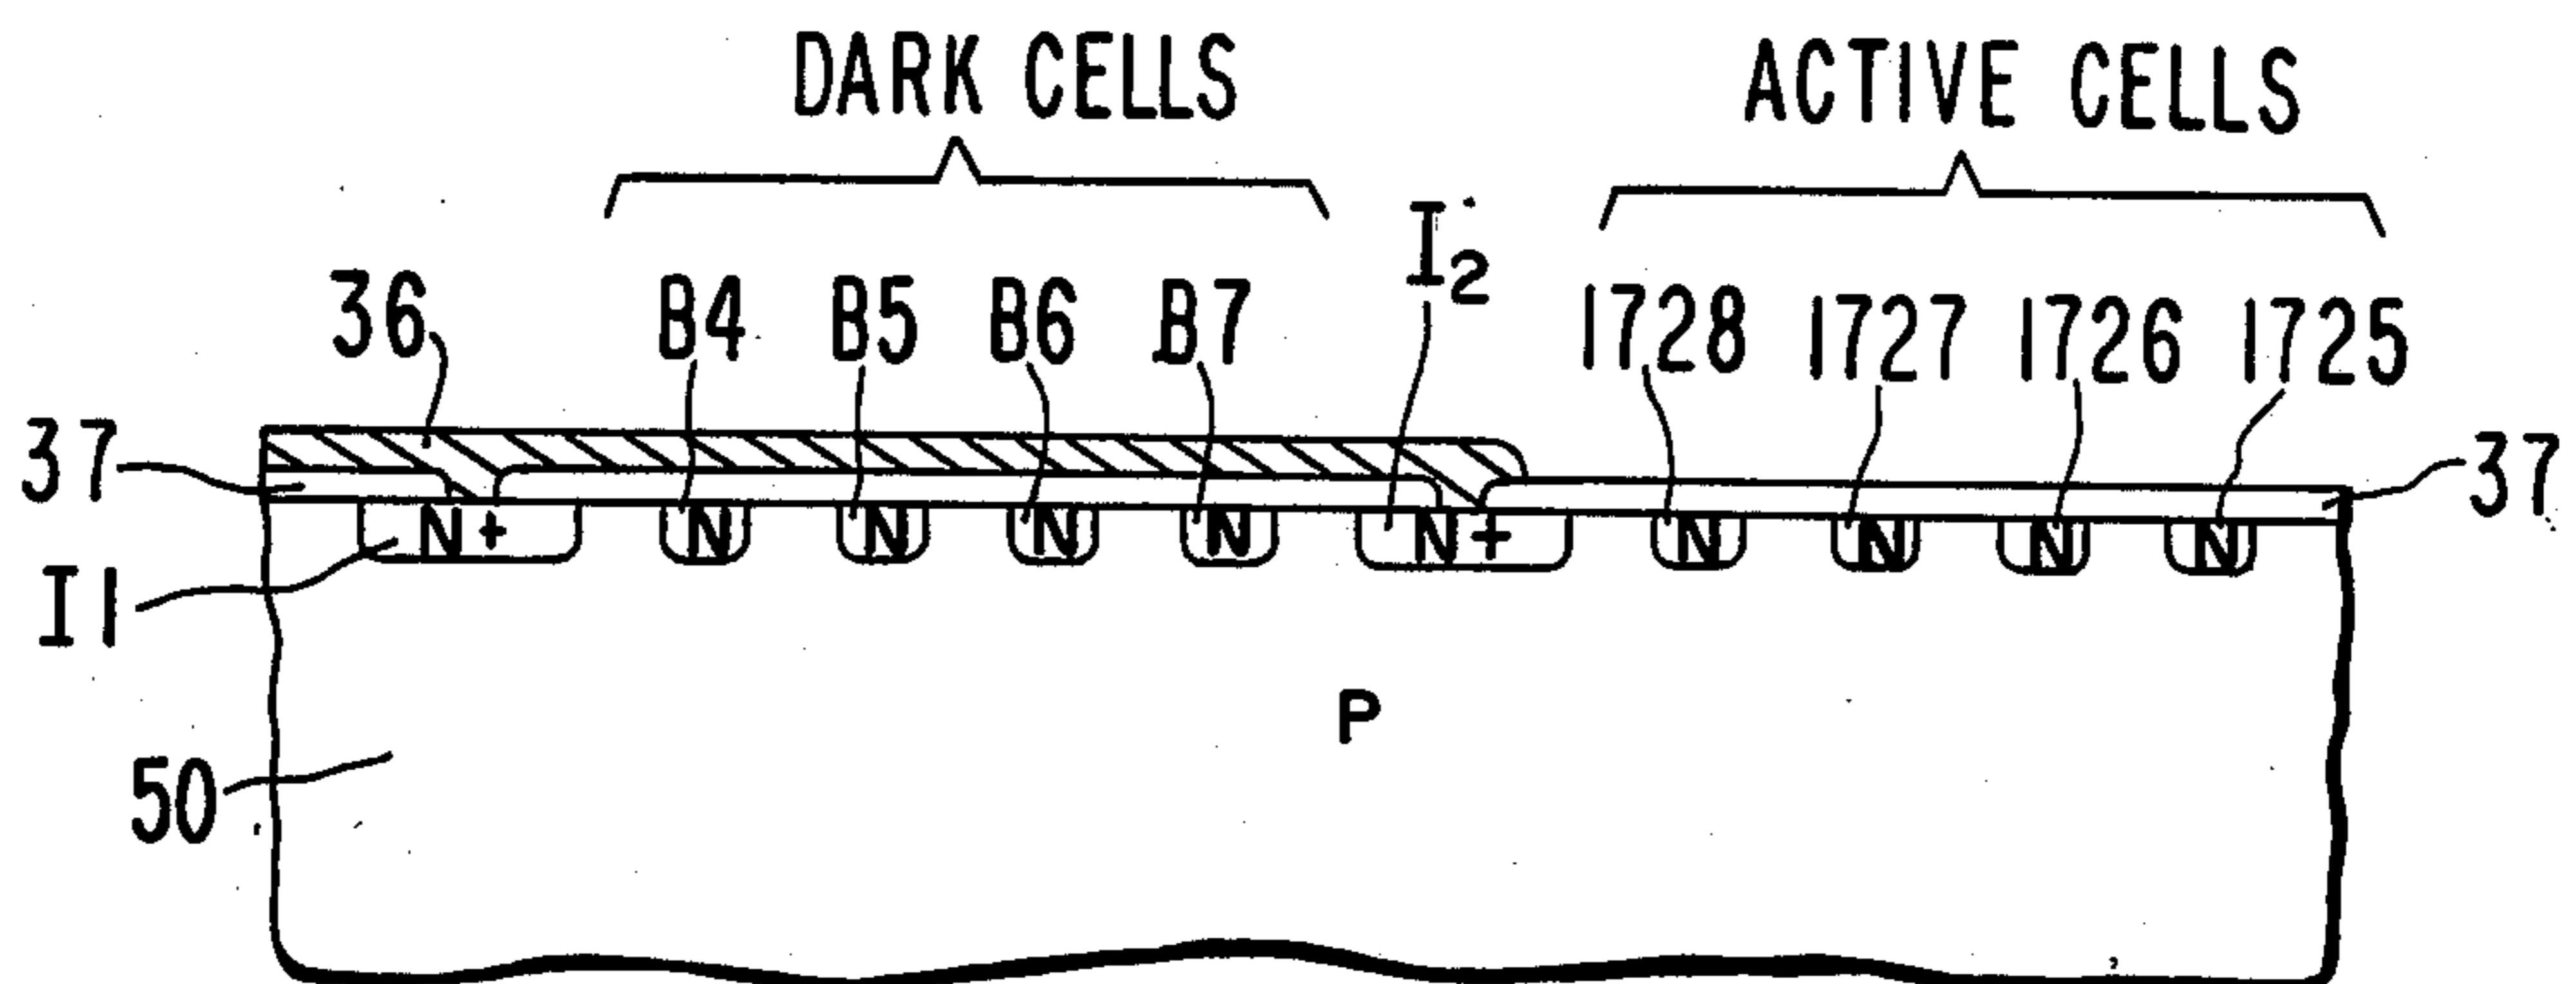 DARK CELLS ACTIVE CELLS
36 B4 B5 B6 B7 I2 1728 1727 1726 1725
37 37
N+ N N N N N+ N N N N
I1
P
50